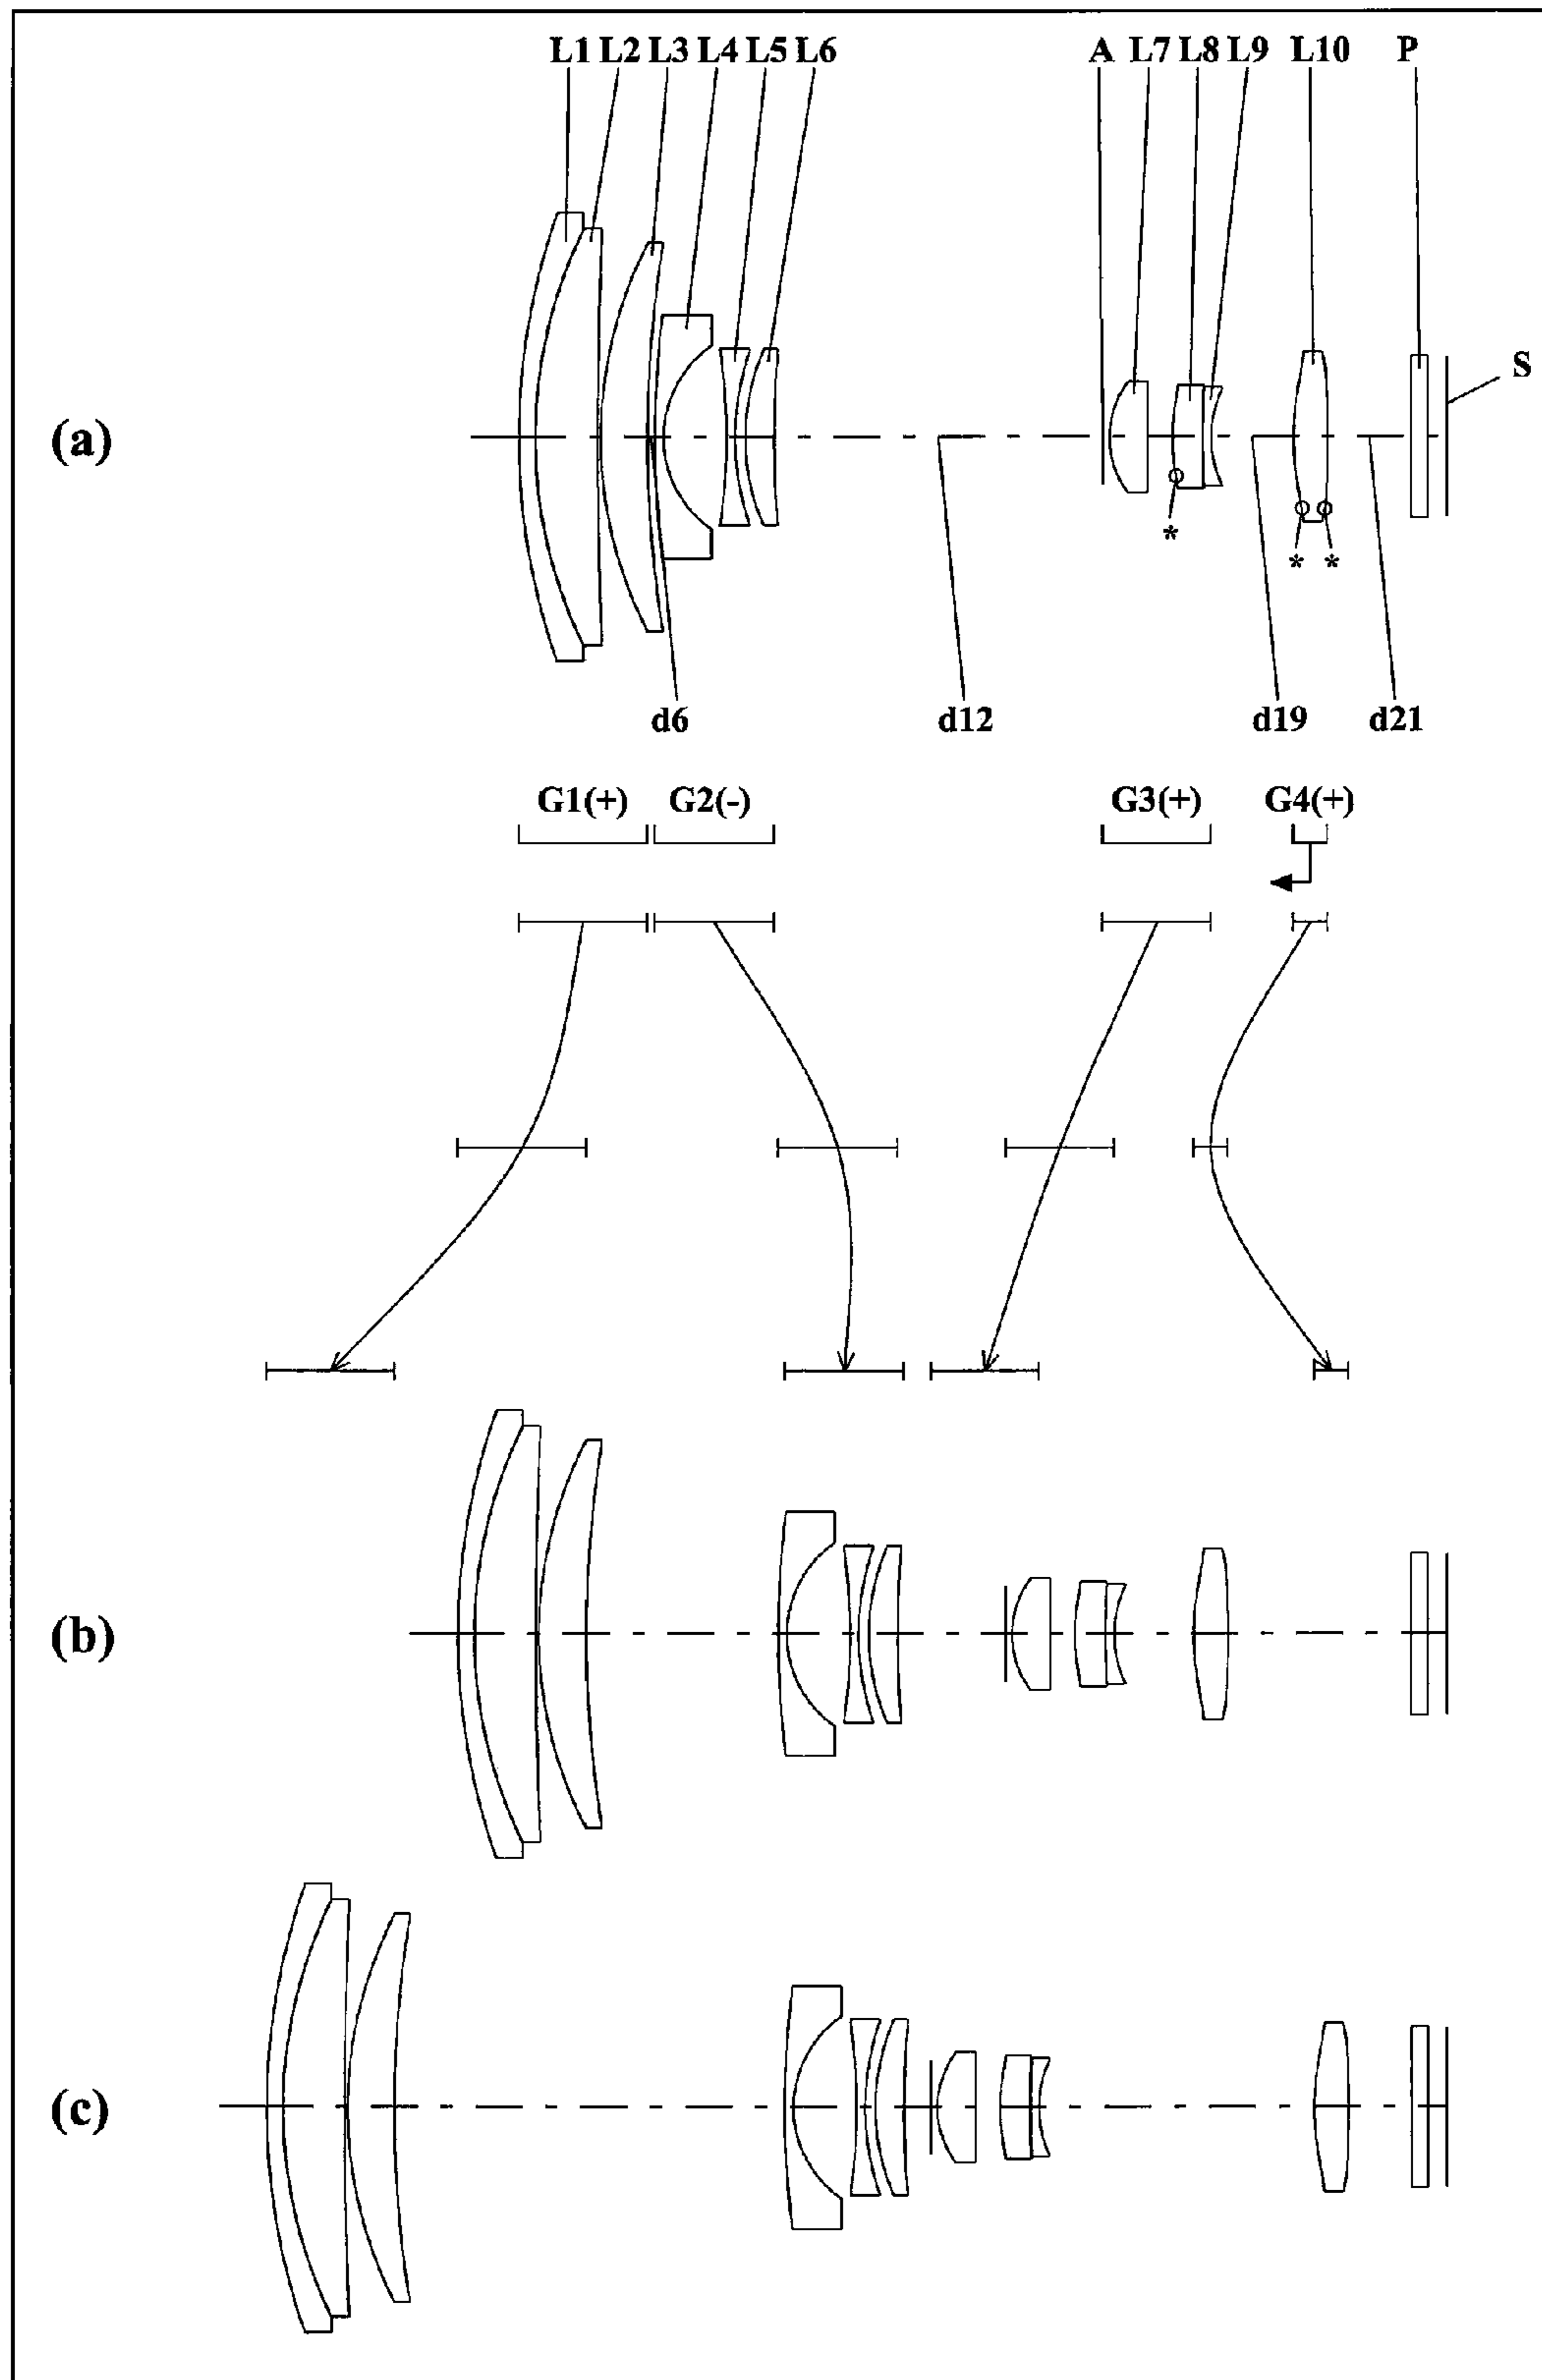 L1 L2 L3 L4 L5 L6 A L7 L8 L9 L10 P
S
(a)
*
* *
d6 d12 d19 d21
G1(+) G2(-) G3(+) G4(+)
(b)
(c)